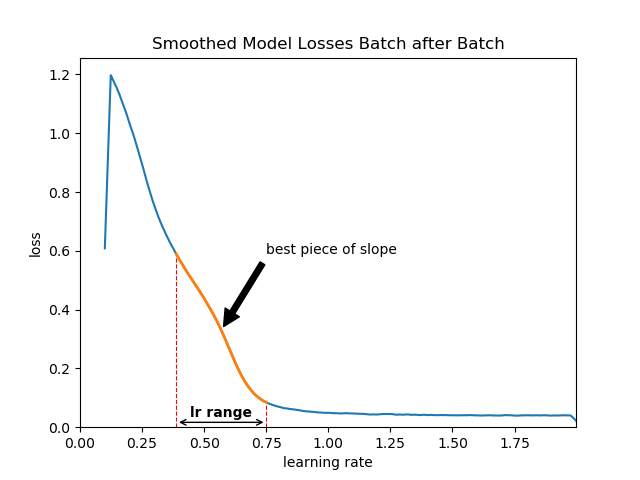 Smoothed Model Losses Batch after Batch
1.2
1.0
0.8
loss
0.6
best piece of slope
0.4
0.2
lr range
0.0
0.00 0.25 0.50 0.75 1.00 1.25 1.50 1.75
learning rate